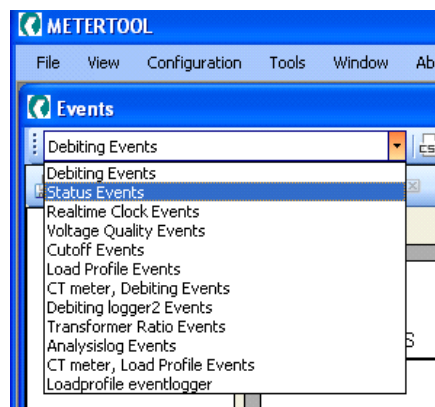 METERTOOL
File View Configuration Tools Window
Events
Debiting Events
Debiting Events
Status Events
Realtime Clock Events
Voltage Quality Events
Cutoff Events
Load Profile Events
CT meter, Debiting Events
Debiting logger2 Events
Transformer Ratio Events
Analysislog Events
CT meter, Load Profile Events
Loadprofile eventlogger